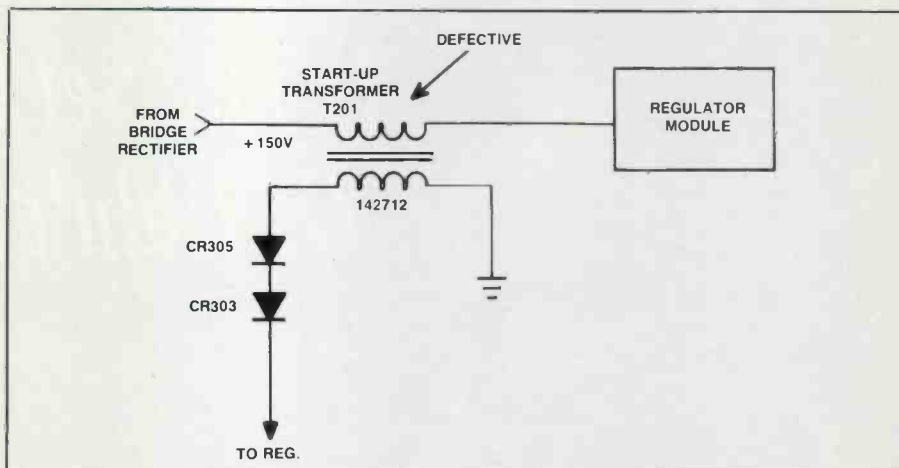 DEFECTIVE
START-UP
TRANSFORMER
T201
FROM
BRIDGE
RECTIFIER
+ 150V
REGULATOR
MODULE
142712
CR305
CR303
TO REG.